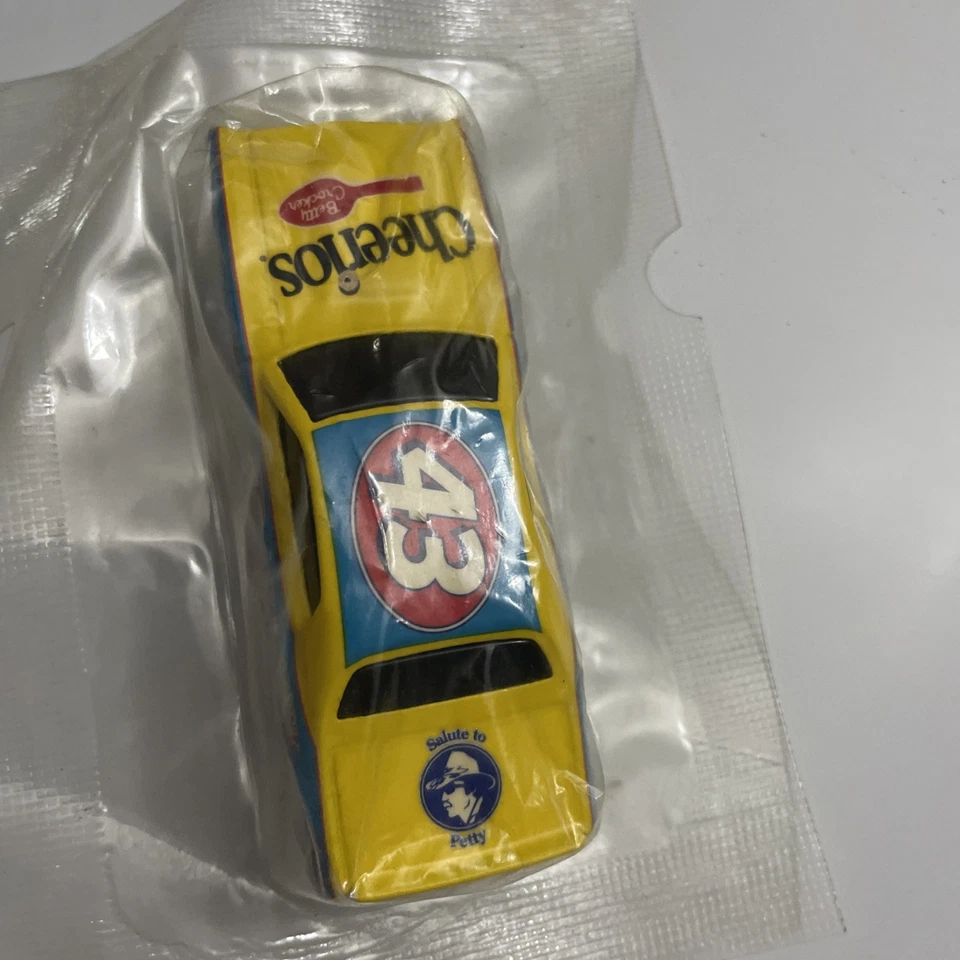 Betty
Crocker
Cheerios.
43
Salute to
Petty